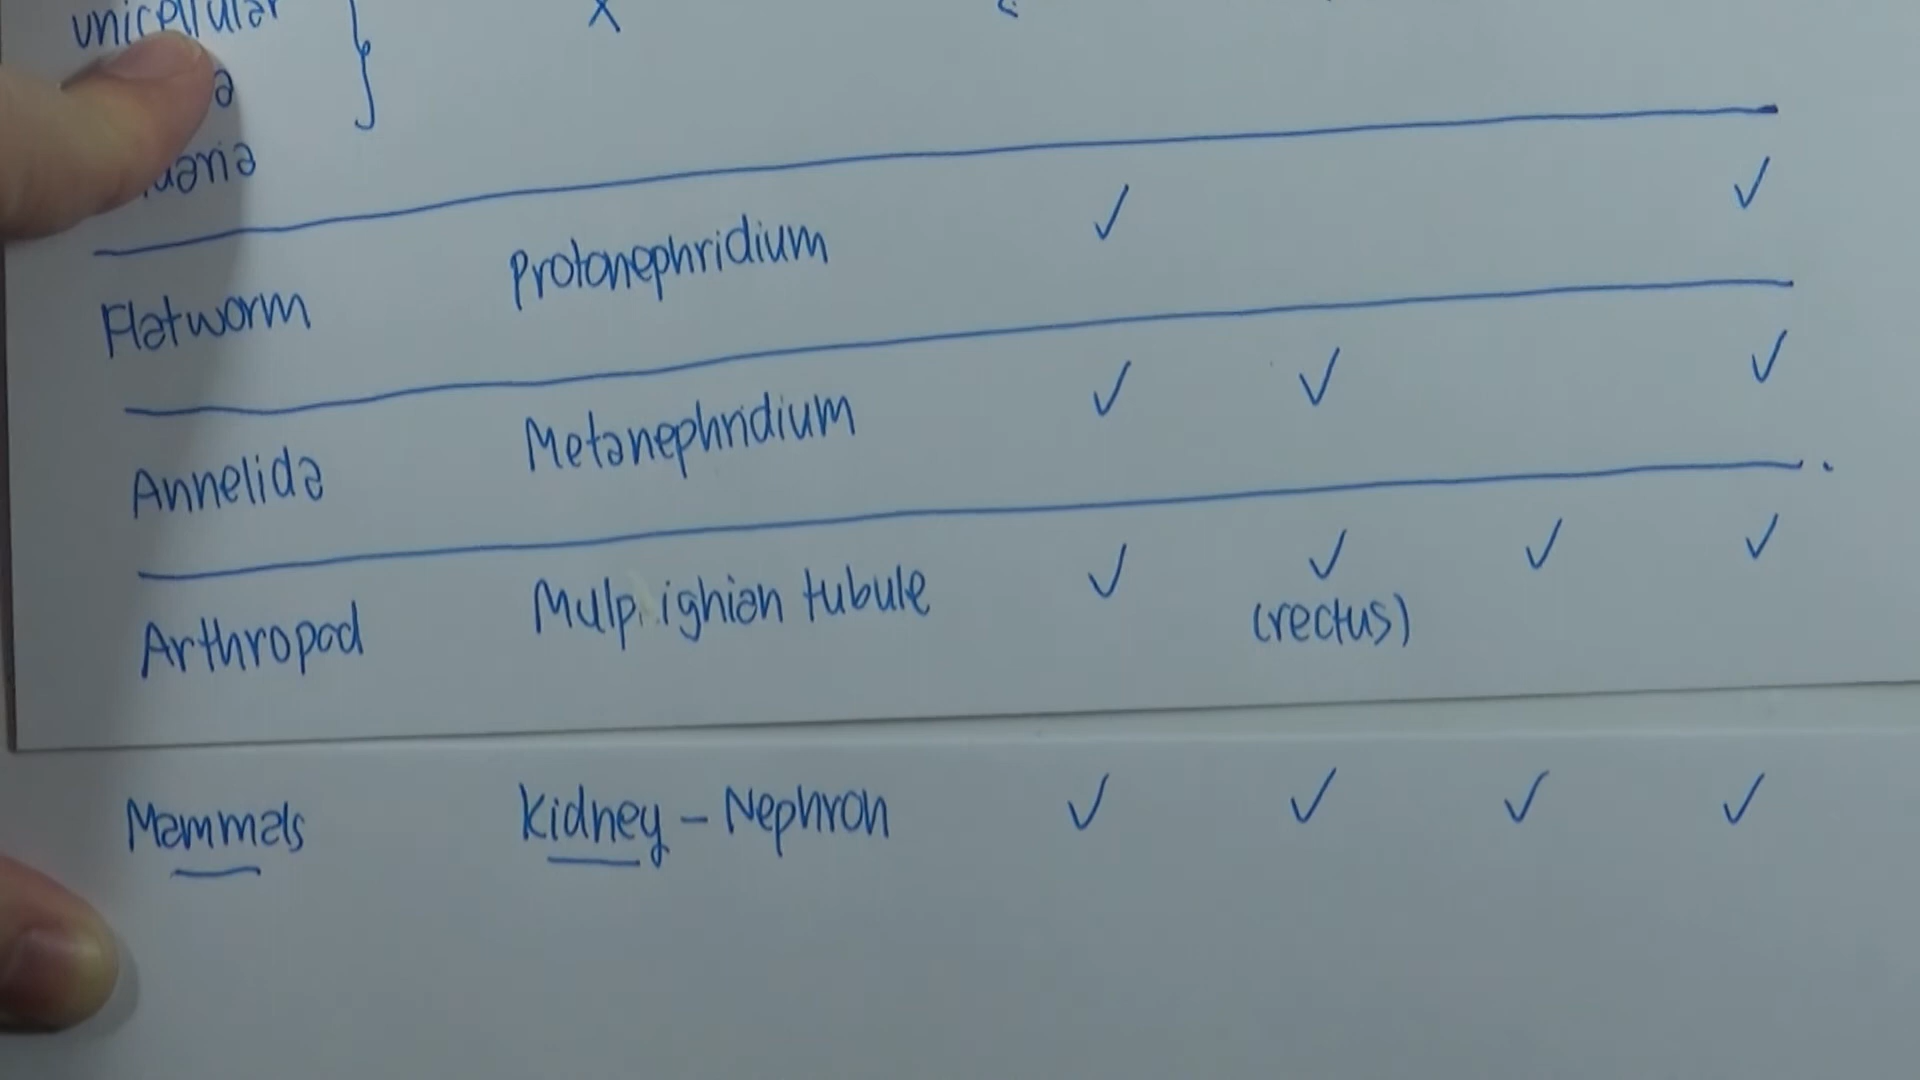 unicellular } X
Protonephridium ✓ ✓
Flatworm
Metanephridium ✓ ✓ ✓
Annelida
Mulp ighian tubule ✓ ✓ ✓ ✓
Arthropod (rectus)
Mammals Kidney – Nephron ✓ ✓ ✓ ✓